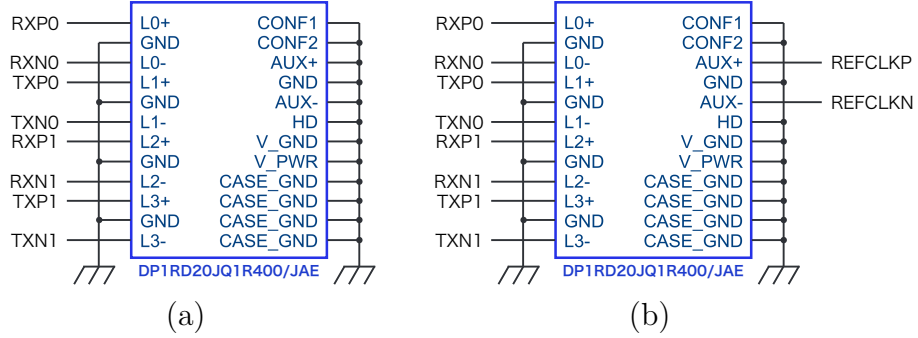 RXP0 L0+ CONF1
GND CONF2
RXN0 L0- AUX+
TXP0 L1+ GND
GND AUX-
TXN0 L1- HD
RXP1 L2+ V_GND
GND V_PWR
RXN1 L2- CASE_GND
TXP1 L3+ CASE_GND
GND CASE_GND
TXN1 L3- CASE_GND
DP1RD20JQ1R400/JAE
(a)
RXP0 L0+ CONF1
GND CONF2
RXN0 L0- AUX+ REFCLKP
TXP0 L1+ GND
GND AUX- REFCLKN
TXN0 L1- HD
RXP1 L2+ V_GND
GND V_PWR
RXN1 L2- CASE_GND
TXP1 L3+ CASE_GND
GND CASE_GND
TXN1 L3- CASE_GND
DP1RD20JQ1R400/JAE
(b)